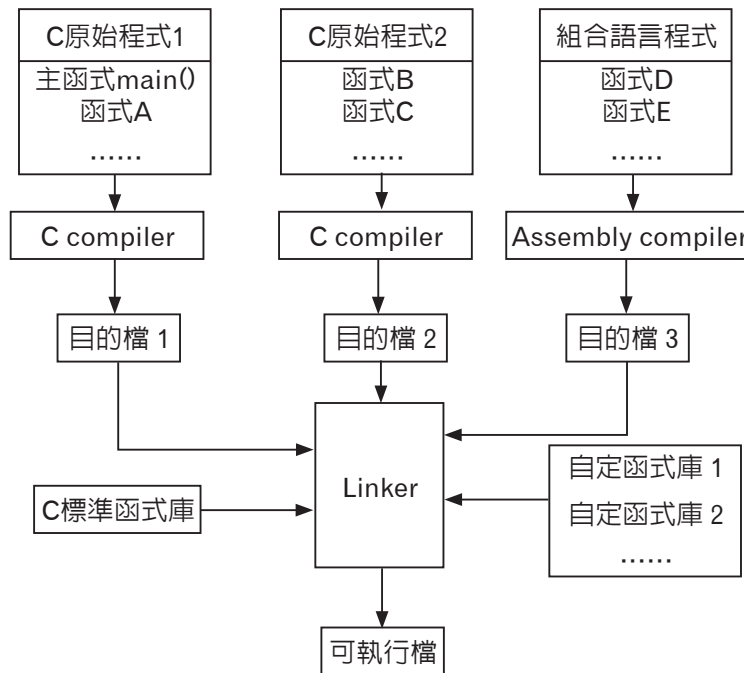 C原始程式1
主函式main()
函式A
......
C原始程式2
函式B
函式C
......
組合語言程式
函式D
函式E
......
C compiler
C compiler
Assembly compiler
目的檔 1
目的檔 2
目的檔 3
Linker
C標準函式庫
自定函式庫 1
自定函式庫 2
......
可執行檔